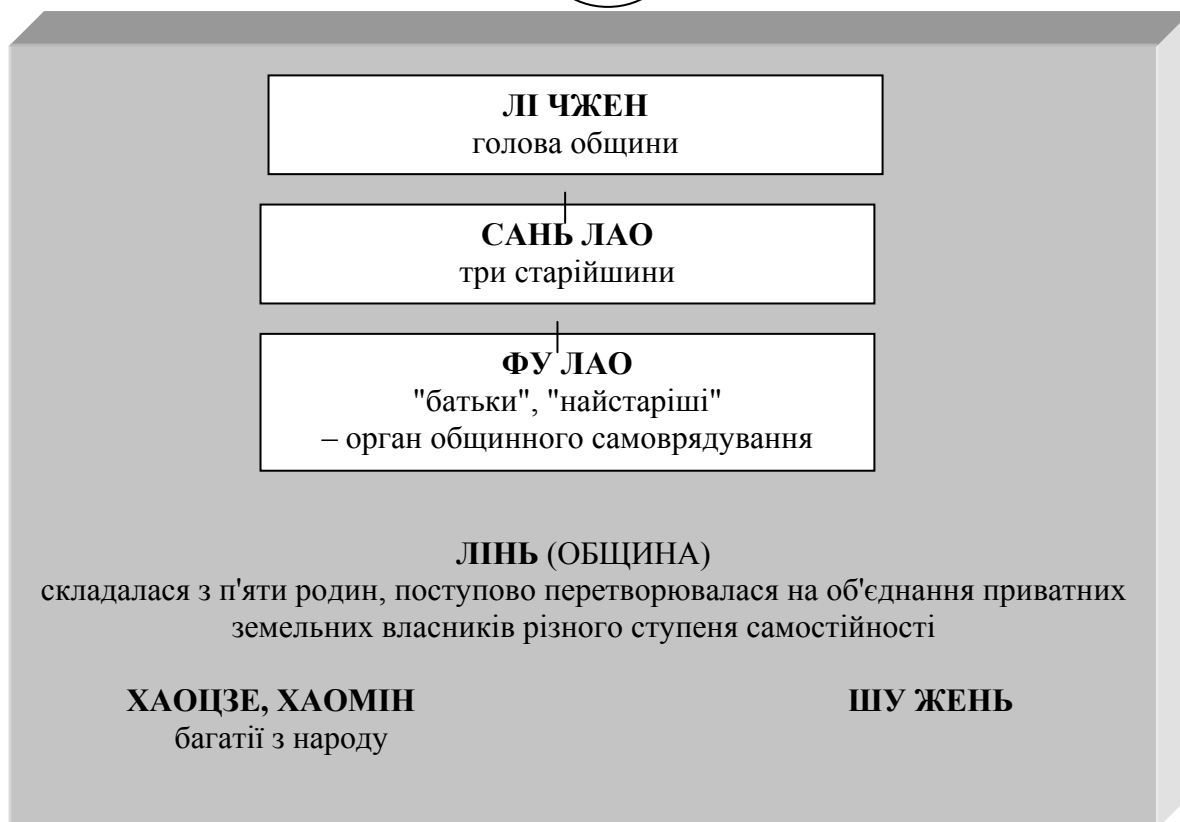 ЛІ ЧЖЕН
голова общини
САНЬ ЛАО
три старійшини
ФУ ЛАО
"батьки", "найстаріші"
– орган общинного самоврядування
ЛІНЬ (ОБЩИНА)
складалася з п'яти родин, поступово перетворювалася на об'єднання приватних
земельних власників різного ступеня самостійності
ХАОЦЗЕ, ХАОМІН
багатії з народу
ШУ ЖЕНЬ